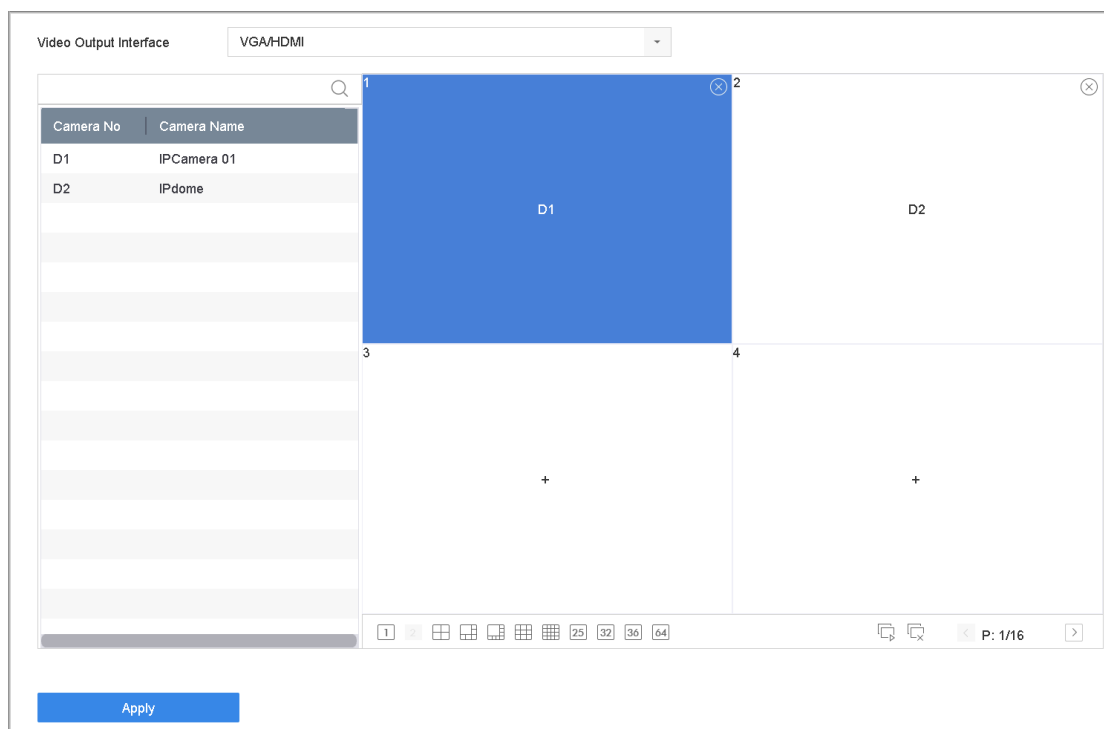 Video Output Interface VGA/HDMI
Camera No Camera Name
D1 IPCamera 01
D2 IPdome
1 2
D1 D2
3 4
+ +
1 2 25 32 36 64 P: 1/16
Apply